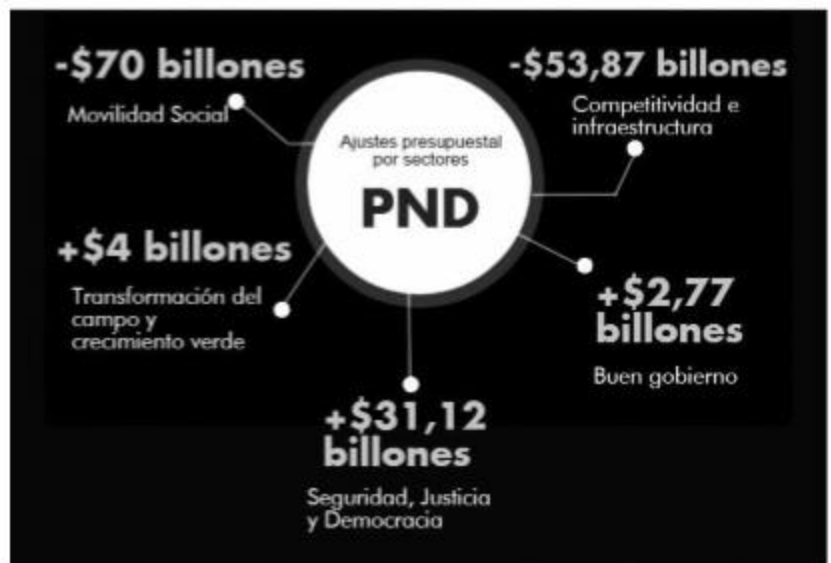 -$70 billones
Movilidad Social
-$53,87 billones
Competitividad e
infraestructura
Ajustes presupuestal
por sectores
PND
+$4 billones
Transformación del
campo y
crecimiento verde
+$2,77
billones
Buen gobierno
+$31,12
billones
Seguridad, Justicia
y Democracia